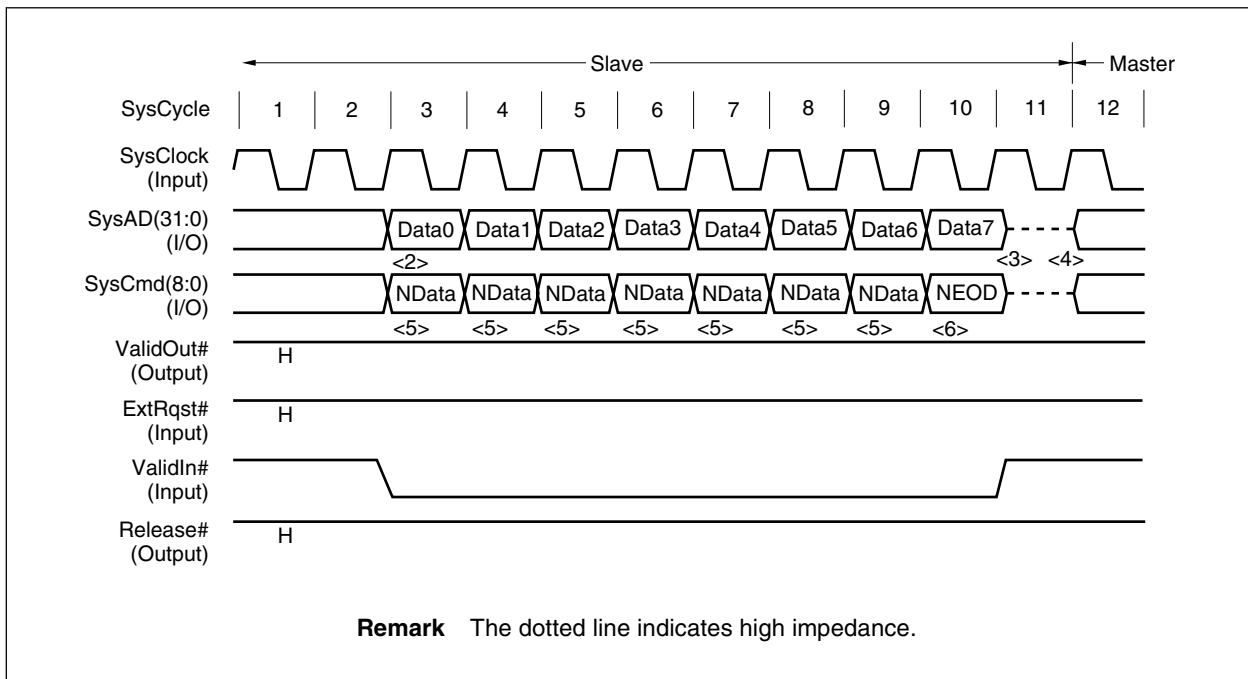 Slave Master
SysCycle 1 2 3 4 5 6 7 8 9 10 11 12
SysClock
(Input)
SysAD(31:0)
(I/O)
Data0 Data1 Data2 Data3 Data4 Data5 Data6 Data7
<2> <3> <4>
SysCmd(8:0)
(I/O)
NData NData NData NData NData NData NData NEOD
<5> <5> <5> <5> <5> <5> <5> <6>
ValidOut#
(Output)
H
ExtRqst#
(Input)
H
ValidIn#
(Input)
Release#
(Output)
H
Remark The dotted line indicates high impedance.